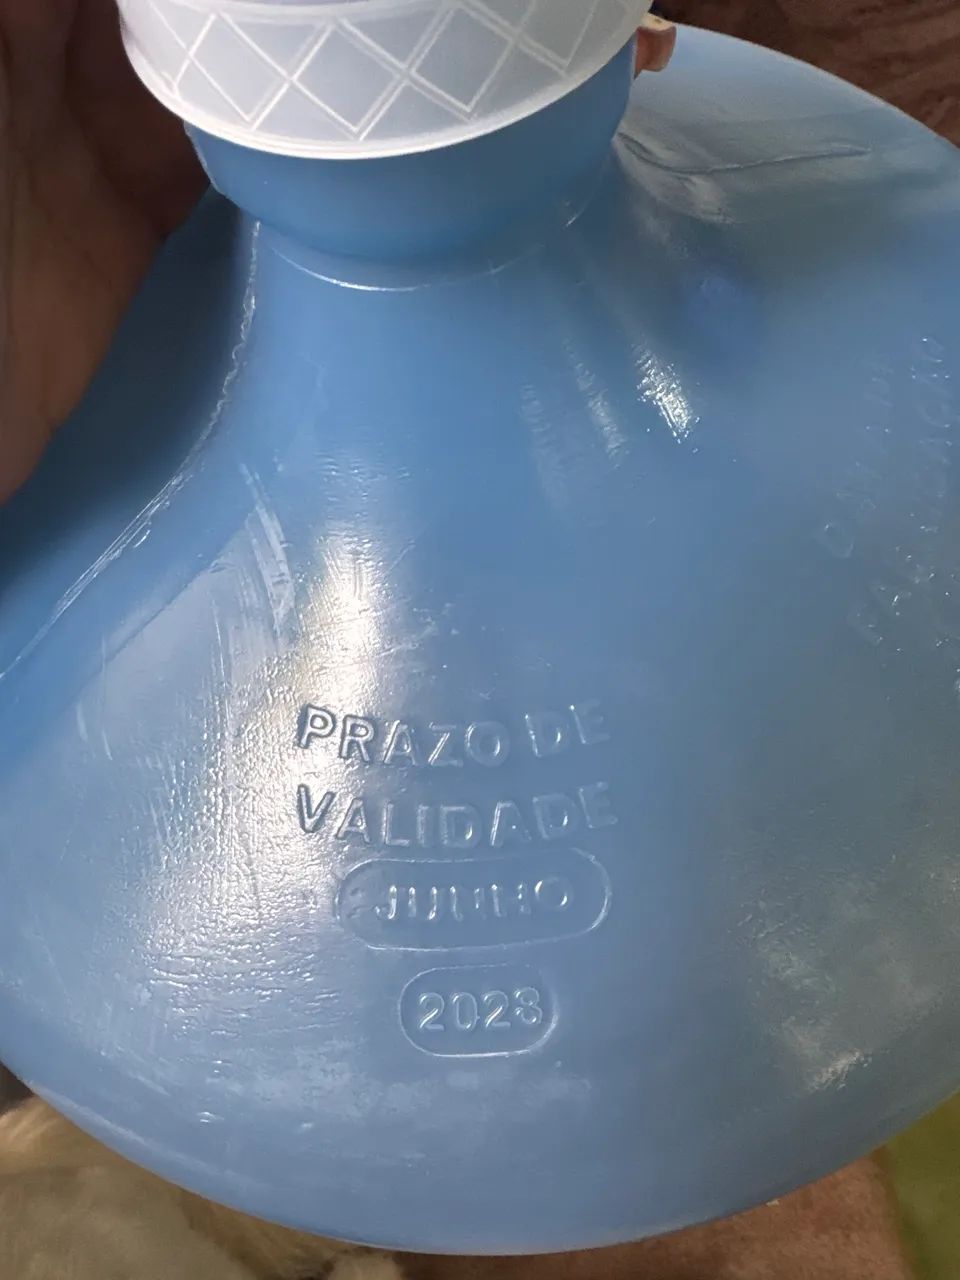 PRAZO DE
VALIDADE
JUNHO
2028